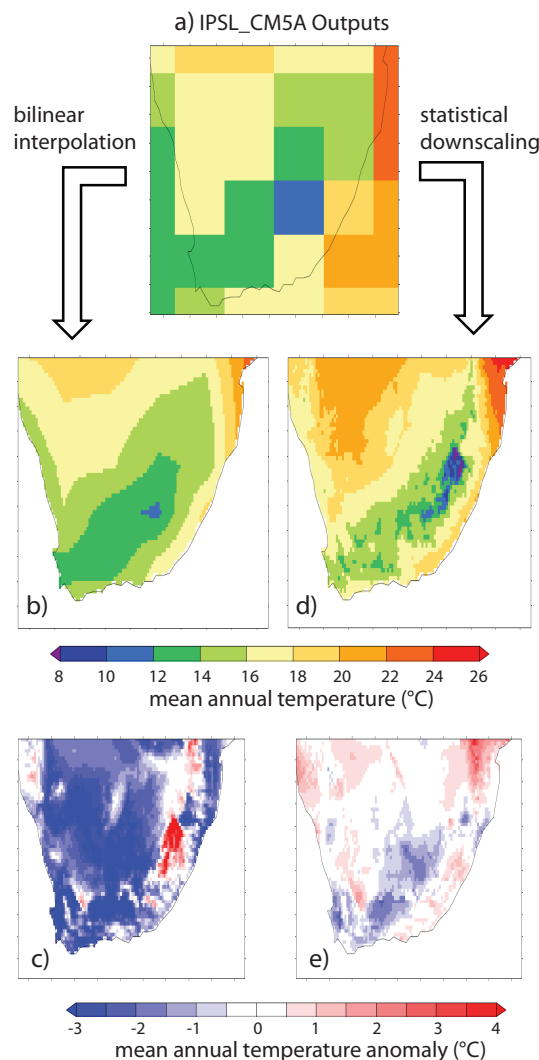 a) IPSL_CM5A Outputs
bilinear
interpolation
statistical
downscaling
b)
d)
8 10 12 14 16 18 20 22 24 26
mean annual temperature (°C)
c)
e)
-3 -2 -1 0 1 2 3 4
mean annual temperature anomaly (°C)